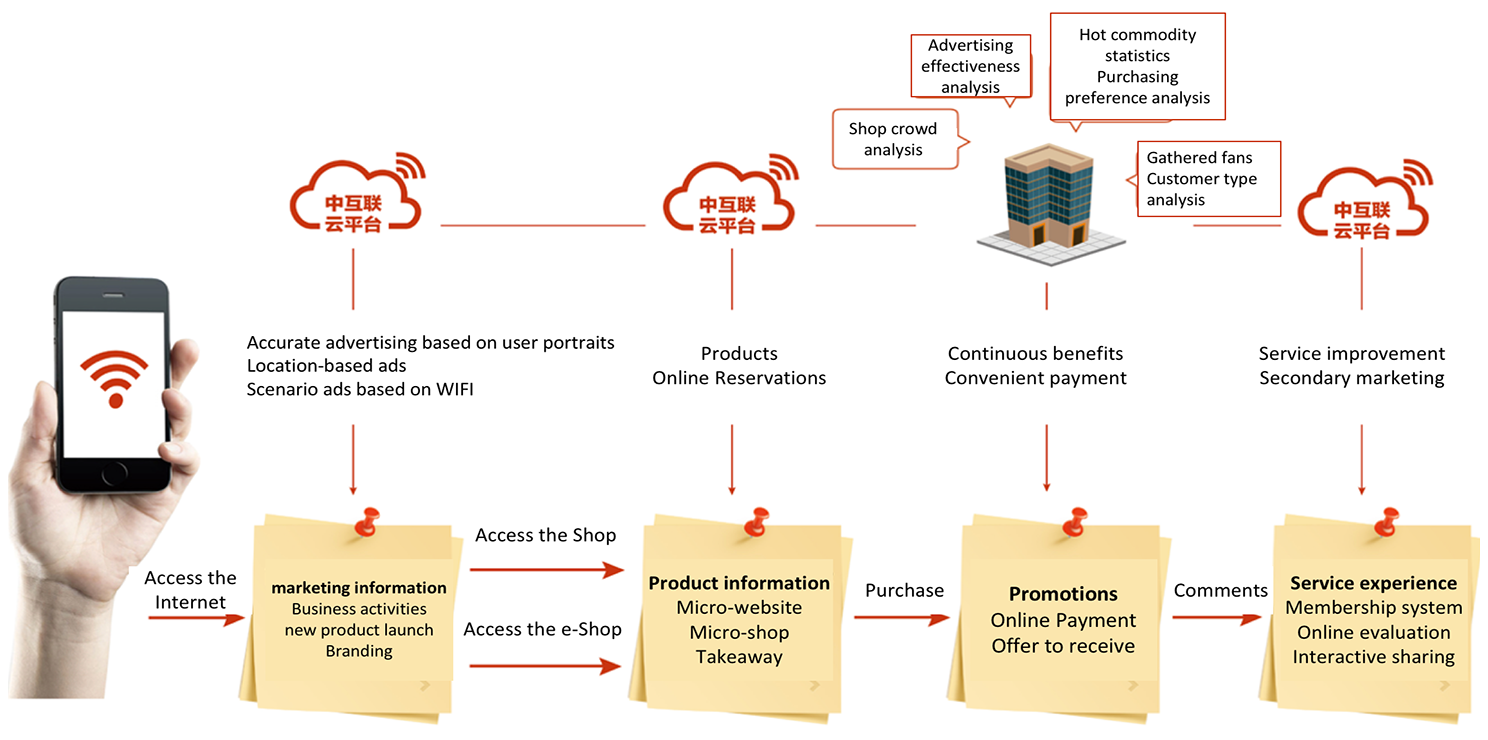 Advertising
effectiveness
analysis
Hot commodity
statistics
Purchasing
preference analysis
Shop crowd
analysis
Gathered fans
Customer type
analysis
中互联
云平台
中互联
云平台
中互联
云平台
Accurate advertising based on user portraits
Location-based ads
Scenario ads based on WIFI
Products
Online Reservations
Continuous benefits
Convenient payment
Service improvement
Secondary marketing
Access the
Internet
marketing information
Business activities
new product launch
Branding
Access the Shop
Access the e-Shop
Product information
Micro-website
Micro-shop
Takeaway
Purchase
Promotions
Online Payment
Offer to receive
Comments
Service experience
Membership system
Online evaluation
Interactive sharing